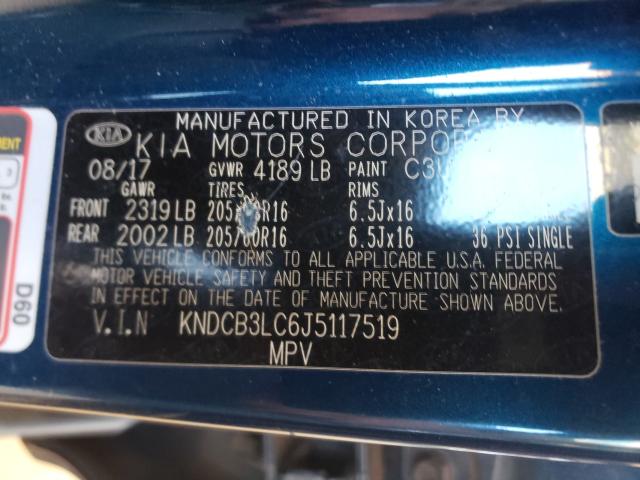 MANUFACTURED IN KOREA BY
KIA KIA MOTORS
08/17 GVWR 4189 LB PAINT
GAWR TIRES RIMS
FRONT 2319 LB 6.5Jx16
REAR 2002 LB 205/60R16 6.5Jx16 36 PSI SINGLE
THIS VEHICLE CONFORMS TO ALL APPLICABLE U.S.A. FEDERAL
MOTOR VEHICLE SAFETY AND THEFT PREVENTION STANDARDS
IN EFFECT ON THE DATE OF MANUFACTURE SHOWN ABOVE.
V.I.N KNDCB3LC6J5117519
MPV
D60